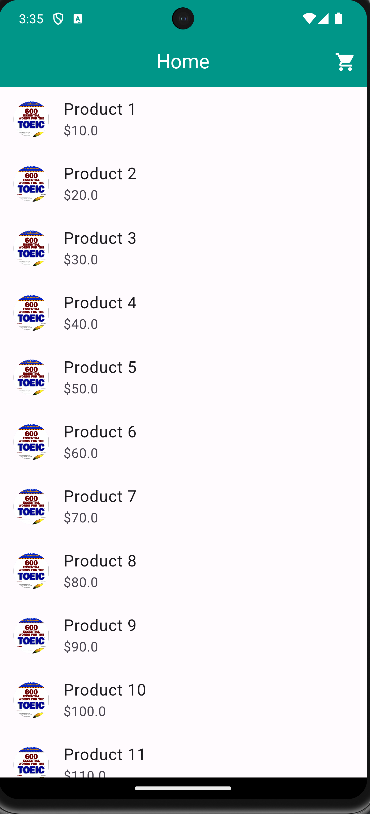 3:35
Home
600
TOEIC
Product 1
$10.0
600
TOEIC
Product 2
$20.0
600
TOEIC
Product 3
$30.0
600
TOEIC
Product 4
$40.0
600
TOEIC
Product 5
$50.0
600
TOEIC
Product 6
$60.0
600
TOEIC
Product 7
$70.0
600
TOEIC
Product 8
$80.0
600
TOEIC
Product 9
$90.0
600
TOEIC
Product 10
$100.0
600
TOEIC
Product 11
$110.0